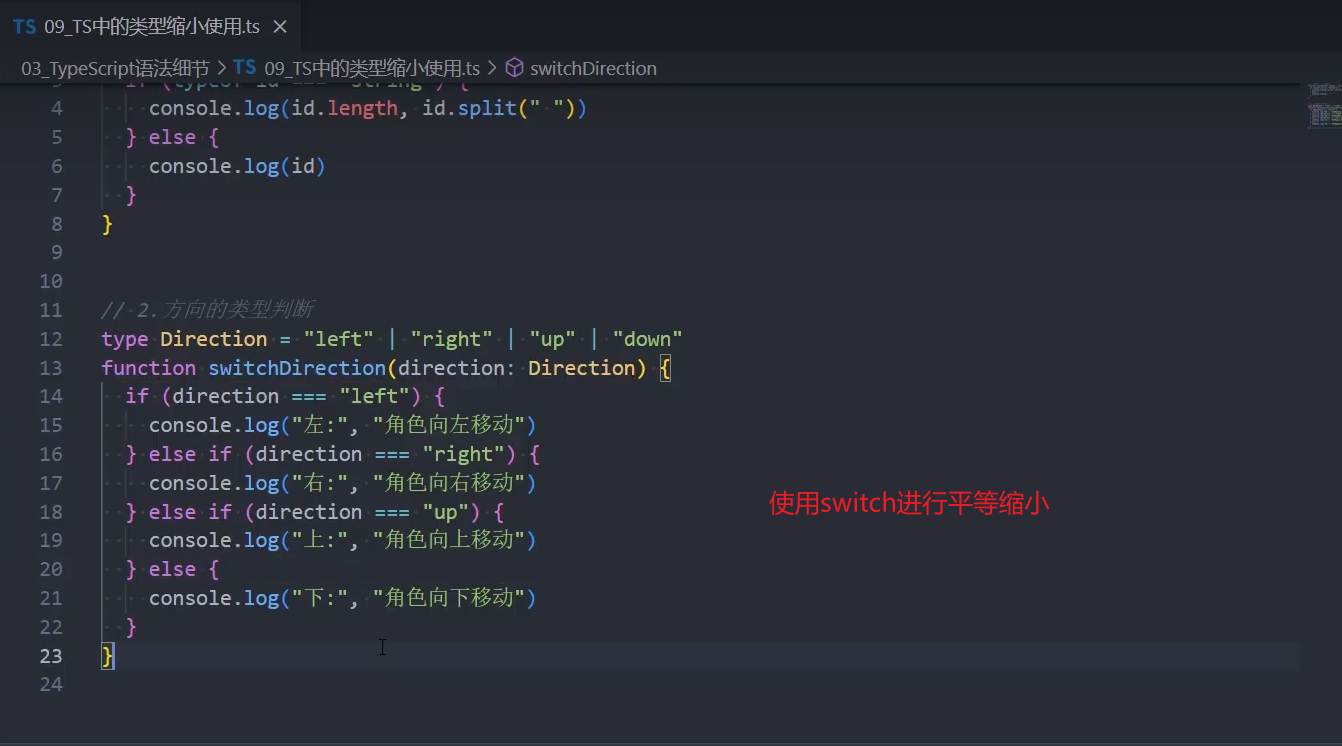 TS 09_TS中的类型缩小使用.ts ×
03_TypeScript语法细节 > TS 09_TS中的类型缩小使用.ts > switchDirection
3 if (typeof id === "string") {
4 console.log(id.length, id.split(" "))
5 } else {
6 console.log(id)
7 }
8 }
9
10
11 // 2.方向的类型判断
12 type Direction = "left" | "right" | "up" | "down"
13 function switchDirection(direction: Direction) {
14 if (direction === "left") {
15 console.log("左:", "角色向左移动")
16 } else if (direction === "right") {
17 console.log("右:", "角色向右移动")
使用switch进行平等缩小
18 } else if (direction === "up") {
19 console.log("上:", "角色向上移动")
20 } else {
21 console.log("下:", "角色向下移动")
22 }
23 }
24